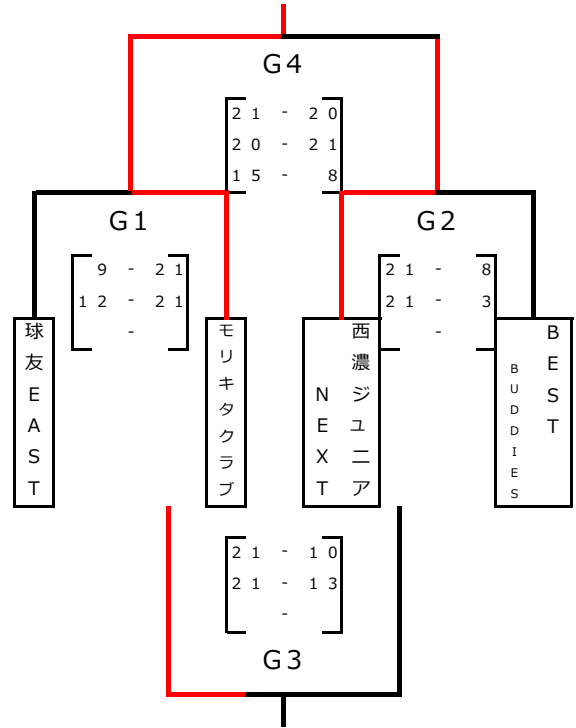 G4
21 - 20
20 - 21
15 - 8
G1
9 - 21
12 - 21
-
G2
21 - 8
21 - 3
-
球友EAST
モリキタクラブ
西濃ジュニア
NEXT
BEST
BUDDIES
21 - 10
21 - 13
-
G3